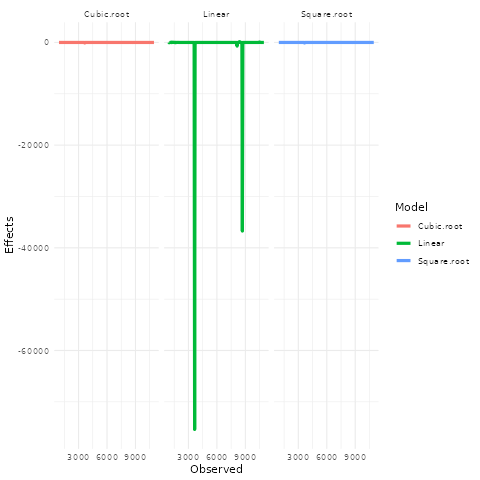 Cubic.root Linear Square.root
0
-20000
-40000
-60000
Effects
Model
Cubic.root
Linear
Square.root
3000 6000 9000 3000 6000 9000 3000 6000 9000
Observed